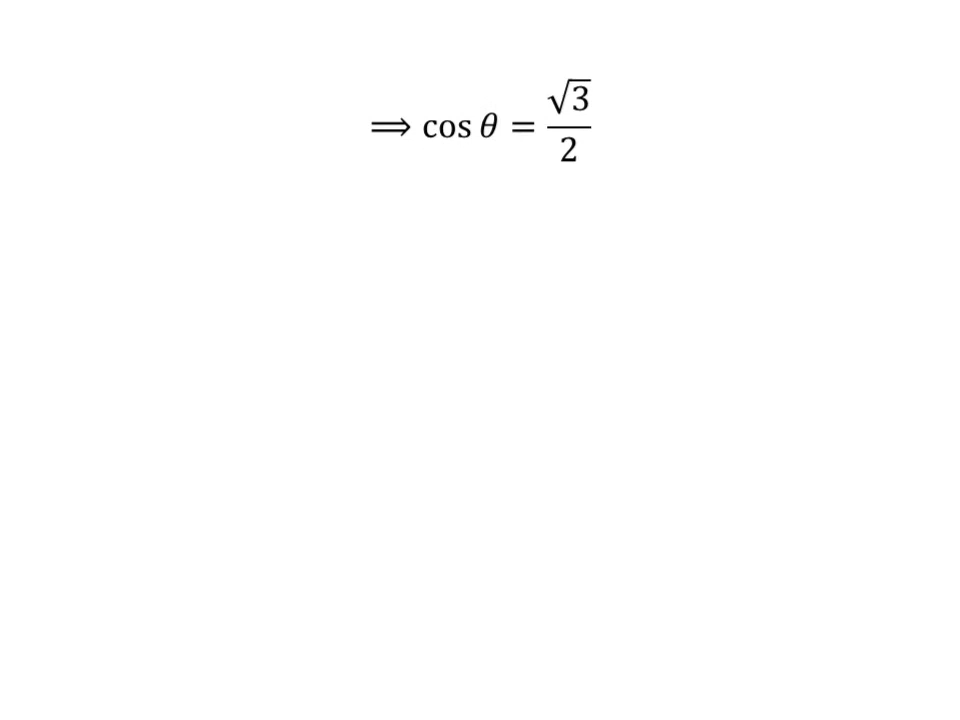 ⟹ cos θ = √3/2